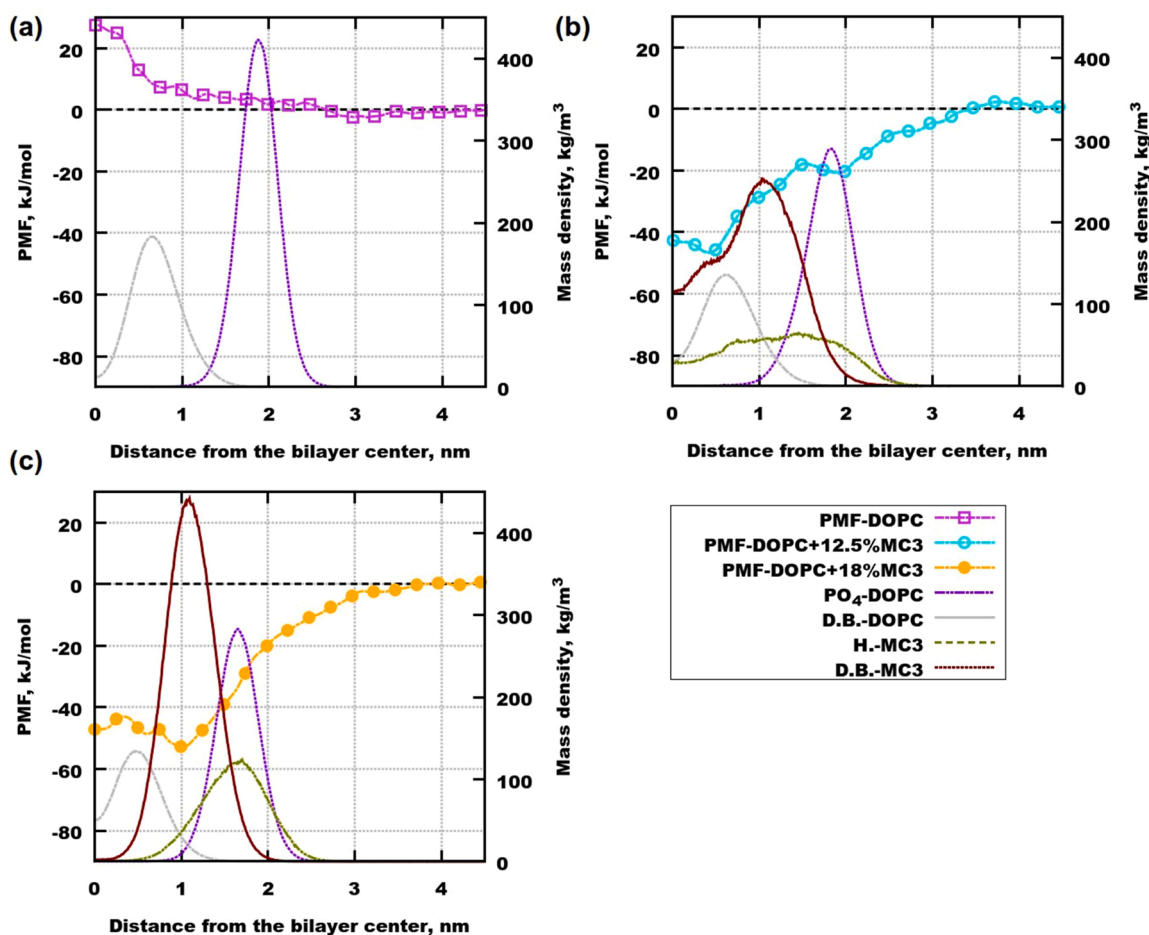 (a)
20
0
-20
-40
-60
-80
PMF, kJ/mol
400
300
200
100
0
Mass density, kg/m³
0 1 2 3 4
Distance from the bilayer center, nm
(b)
20
0
-20
-40
-60
-80
PMF, kJ/mol
400
300
200
100
0
Mass density, kg/m³
0 1 2 3 4
Distance from the bilayer center, nm
(c)
20
0
-20
-40
-60
-80
PMF, kJ/mol
400
300
200
100
0
Mass density, kg/m³
0 1 2 3 4
Distance from the bilayer center, nm
PMF-DOPC
PMF-DOPC+12.5%MC3
PMF-DOPC+18%MC3
PO₄-DOPC
D.B.-DOPC
H.-MC3
D.B.-MC3